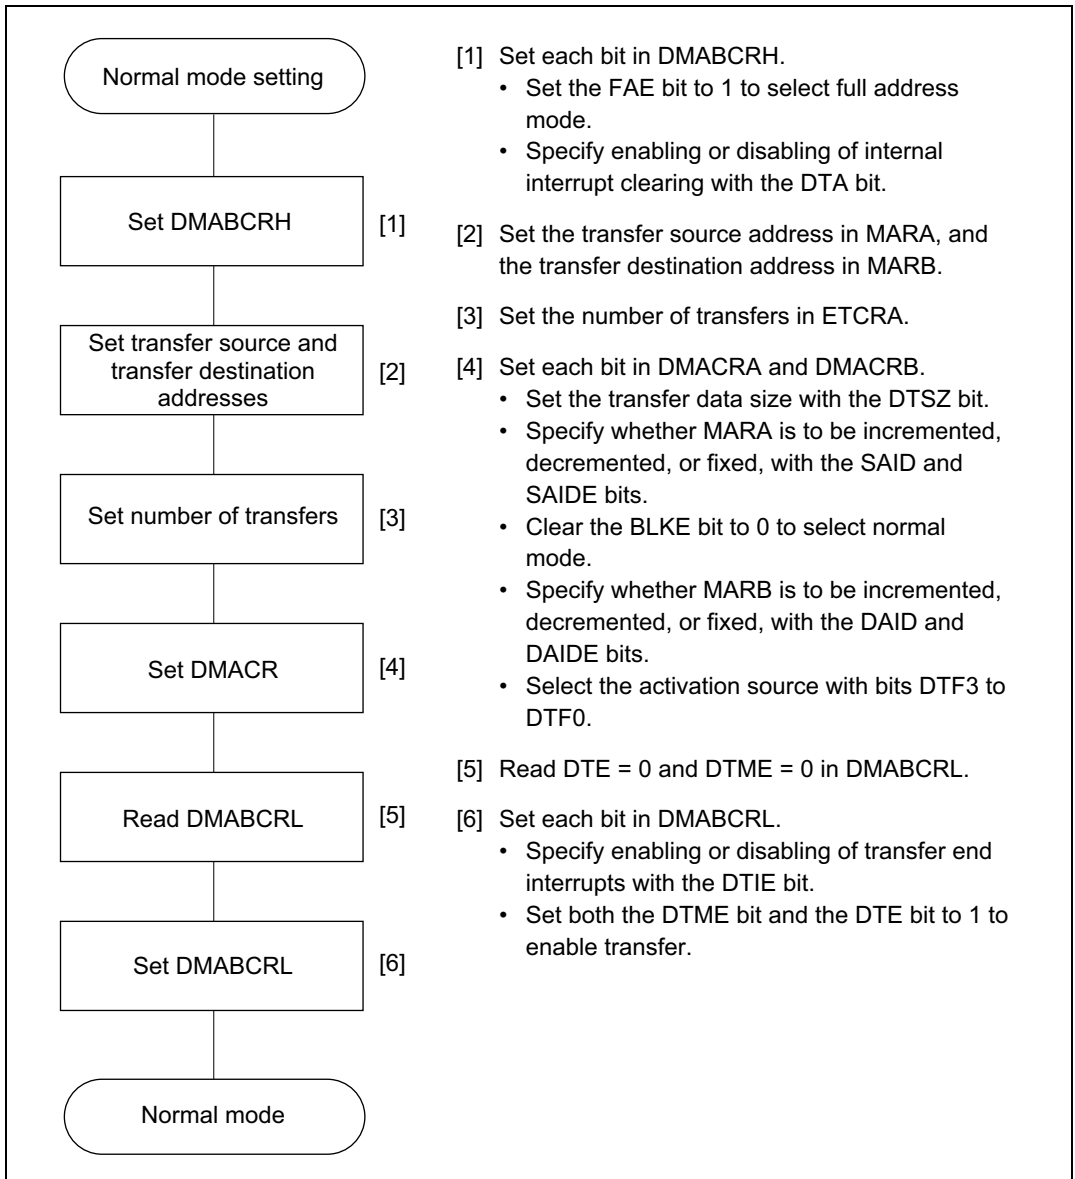 Normal mode setting
Set DMABCRH
[1]
Set transfer source and
transfer destination
addresses
[2]
Set number of transfers
[3]
Set DMACR
[4]
Read DMABCRL
[5]
Set DMABCRL
[6]
Normal mode
[1] Set each bit in DMABCRH.
• Set the FAE bit to 1 to select full address
mode.
• Specify enabling or disabling of internal
interrupt clearing with the DTA bit.
[2] Set the transfer source address in MARA, and
the transfer destination address in MARB.
[3] Set the number of transfers in ETCRA.
[4] Set each bit in DMACRA and DMACRB.
• Set the transfer data size with the DTSZ bit.
• Specify whether MARA is to be incremented,
decremented, or fixed, with the SAID and
SAIDE bits.
• Clear the BLKE bit to 0 to select normal
mode.
• Specify whether MARB is to be incremented,
decremented, or fixed, with the DAID and
DAIDE bits.
• Select the activation source with bits DTF3 to
DTF0.
[5] Read DTE = 0 and DTME = 0 in DMABCRL.
[6] Set each bit in DMABCRL.
• Specify enabling or disabling of transfer end
interrupts with the DTIE bit.
• Set both the DTME bit and the DTE bit to 1 to
enable transfer.